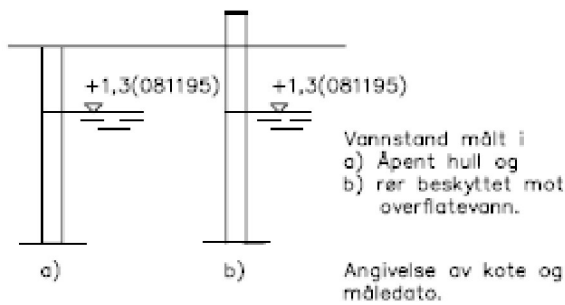 +1,3(081195)
+1,3(081195)
Vannstand målt i
a) Åpent hull og
b) rør beskyttet mot
overflatevann.
a)
b)
Angivelse av kote og
måledato.